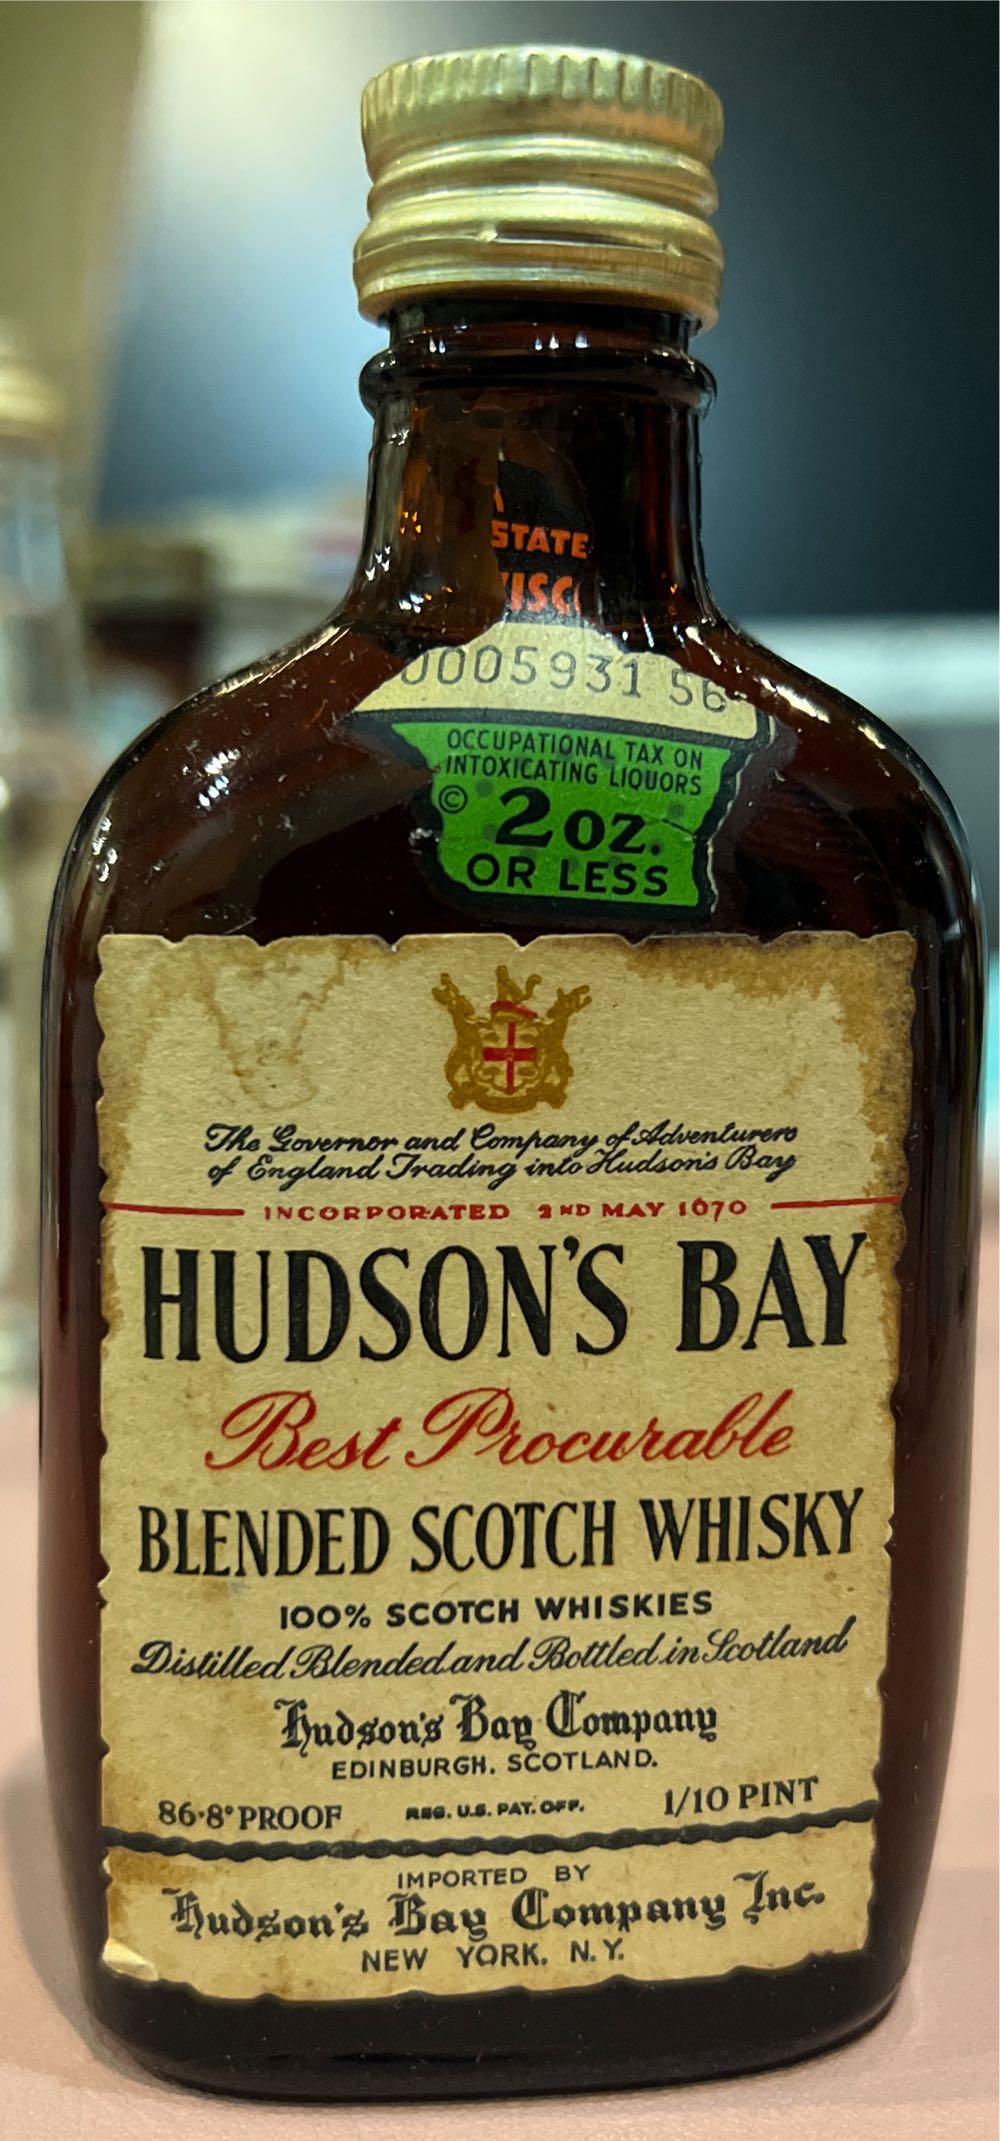 STATE
0005931 56
OCCUPATIONAL TAX ON
INTOXICATING LIQUORS
©
2 OZ.
OR LESS
The Governor and Company of Adventurers
of England Trading into Hudson's Bay
INCORPORATED 2ND MAY 1670
HUDSON'S BAY
Best Procurable
BLENDED SCOTCH WHISKY
100% SCOTCH WHISKIES
Distilled Blended and Bottled in Scotland
Hudson's Bay Company
EDINBURGH, SCOTLAND.
86·8° PROOF REG. U.S. PAT. OFF. 1/10 PINT
IMPORTED BY
Hudson's Bay Company Inc.
NEW YORK, N.Y.